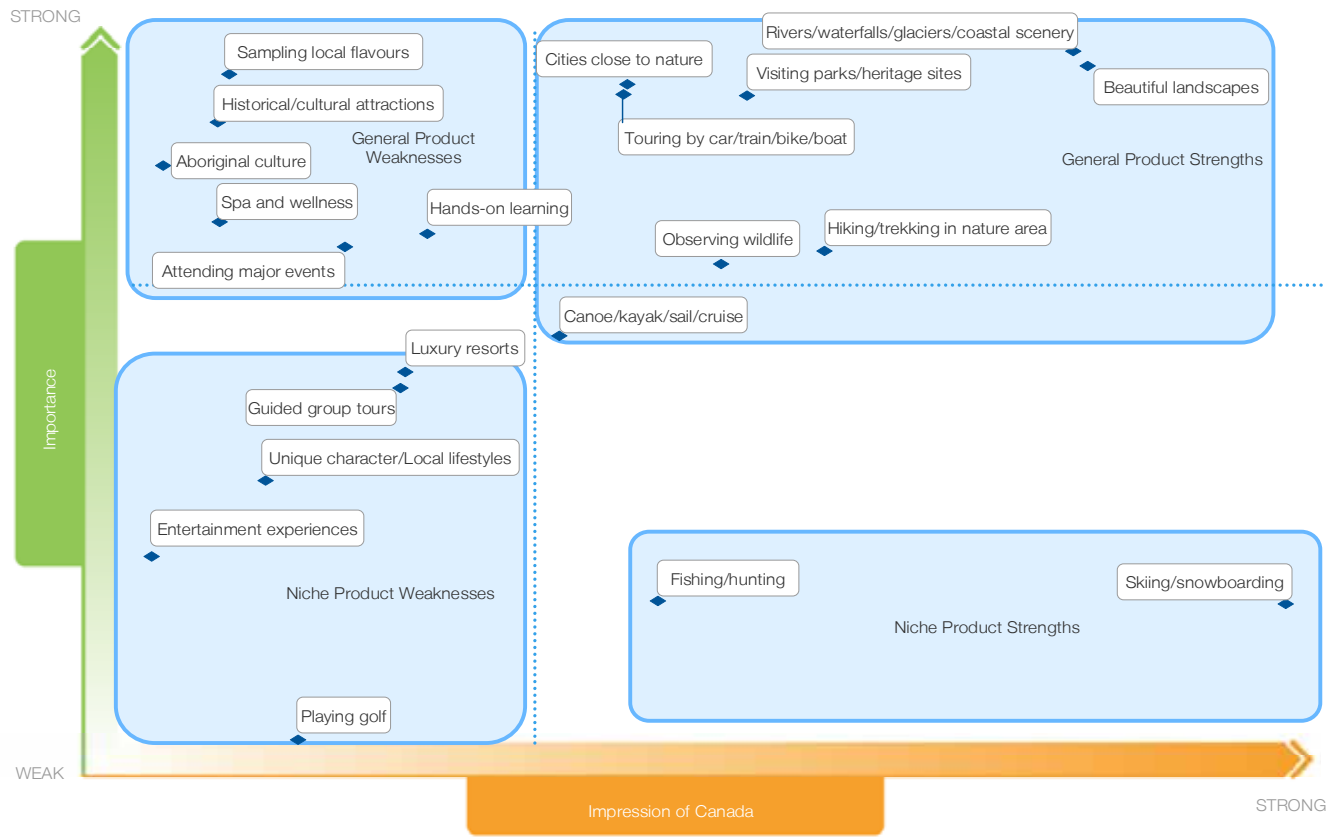 STRONG
Sampling local flavours
Cities close to nature
Rivers/waterfalls/glaciers/coastal scenery
Visiting parks/heritage sites
Beautiful landscapes
Historical/cultural attractions
General Product
Weaknesses
Touring by car/train/bike/boat
Aboriginal culture
General Product Strengths
Spa and wellness
Hands-on learning
Hiking/trekking in nature area
Observing wildlife
Attending major events
Canoe/kayak/sail/cruise
Luxury resorts
Importance
Guided group tours
Unique character/Local lifestyles
Entertainment experiences
Fishing/hunting
Skiing/snowboarding
Niche Product Weaknesses
Niche Product Strengths
Playing golf
WEAK
Impression of Canada
STRONG